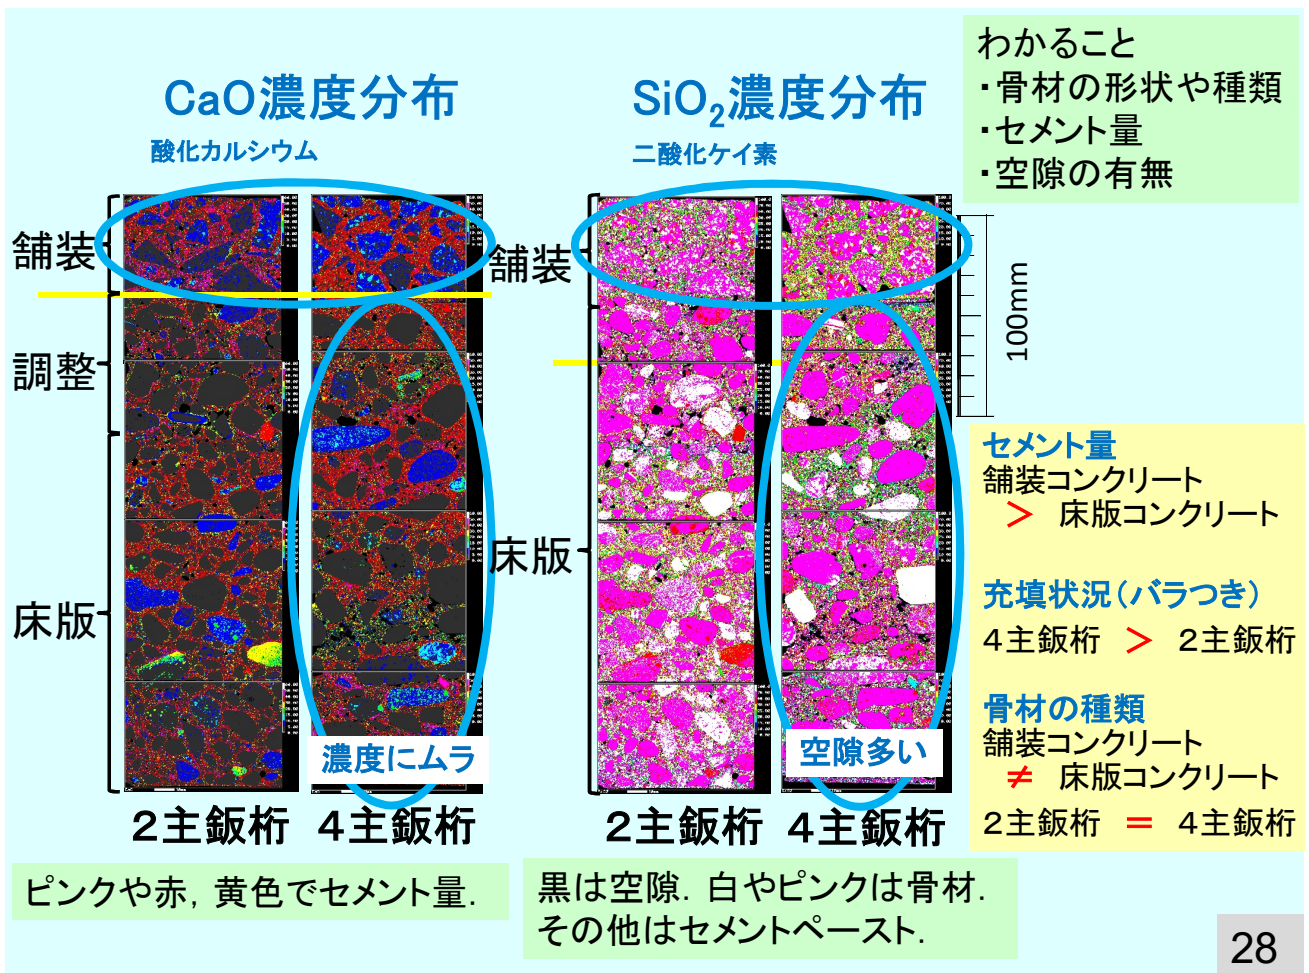 CaO濃度分布
酸化カルシウム
SiO2濃度分布
二酸化ケイ素
わかること
・骨材の形状や種類
・セメント量
・空隙の有無
舗装
調整
床版
舗装
床版
100mm
濃度にムラ
空隙多い
2主鈑桁
4主鈑桁
2主鈑桁
4主鈑桁
セメント量
舗装コンクリート
＞ 床版コンクリート
充填状況（バラつき）
4主鈑桁 ＞ 2主鈑桁
骨材の種類
舗装コンクリート
≠ 床版コンクリート
2主鈑桁 ＝ 4主鈑桁
ピンクや赤，黄色でセメント量．
黒は空隙．白やピンクは骨材．
その他はセメントペースト．
28